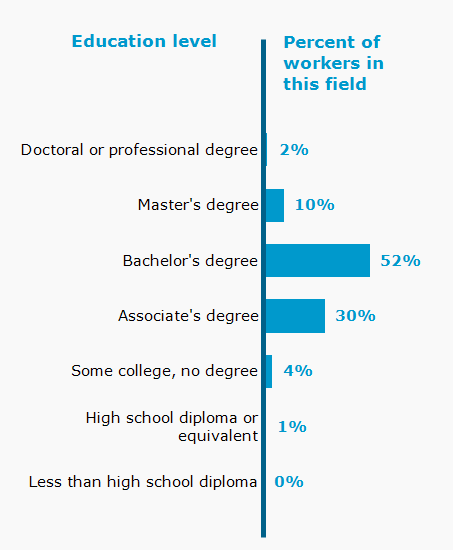 Education level
Percent of
workers in
this field
Doctoral or professional degree 2%
Master's degree 10%
Bachelor's degree 52%
Associate's degree 30%
Some college, no degree 4%
High school diploma or
equivalent 1%
Less than high school diploma 0%